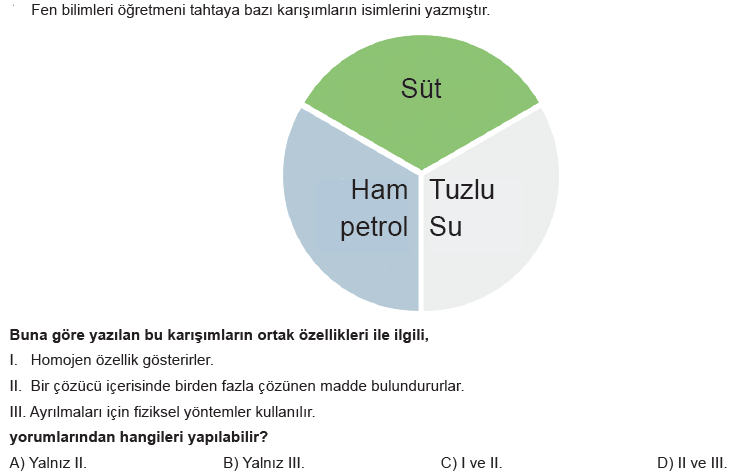 Fen bilimleri öğretmeni tahtaya bazı karışımların isimlerini yazmıştır.
Süt
Ham
petrol
Tuzlu
Su
Buna göre yazılan bu karışımların ortak özellikleri ile ilgili,
I. Homojen özellik gösterirler.
II. Bir çözücü içerisinde birden fazla çözünen madde bulundururlar.
III. Ayrılmaları için fiziksel yöntemler kullanılır.
yorumlarından hangileri yapılabilir?
A) Yalnız II. B) Yalnız III. C) I ve II. D) II ve III.